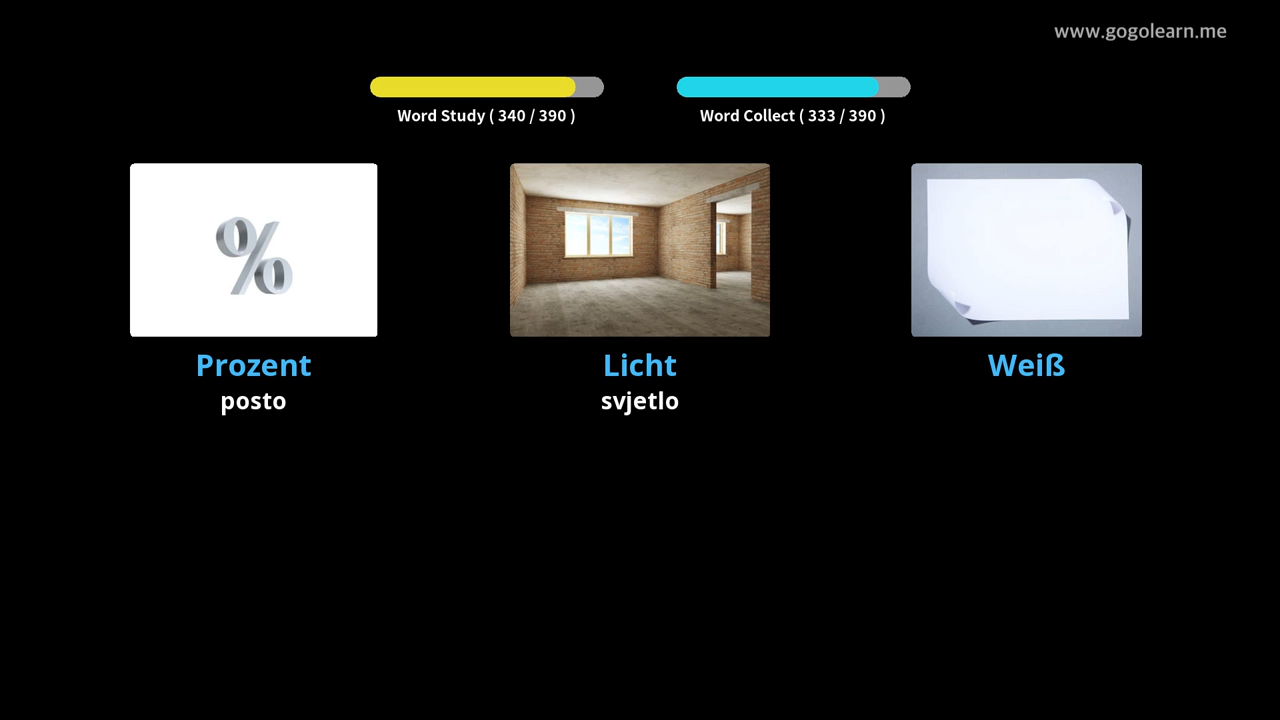 www.gogolearn.me
Word Study ( 340 / 390 )
Word Collect ( 333 / 390 )
%
Prozent
posto
Licht
svjetlo
Weiß